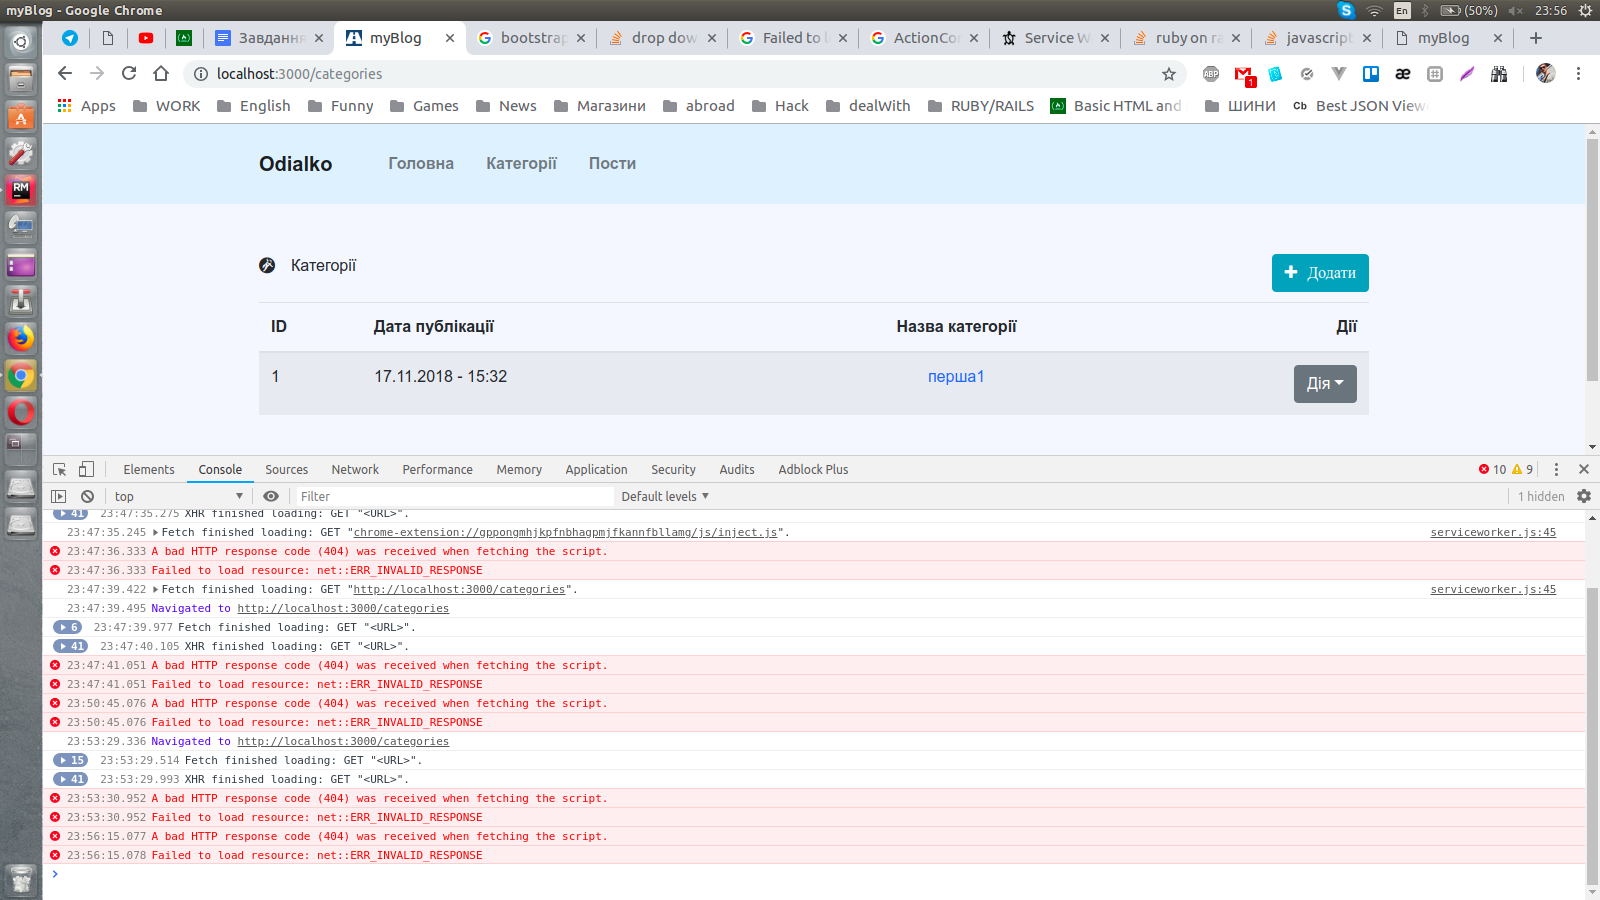 myBlog - Google Chrome
En
(50%)
23:56
Завдання
myBlog
bootstrap
drop dow
Failed to l
ActionCo
Service W
ruby on ra
javascript
myBlog
localhost:3000/categories
ABP
1
Apps
WORK
English
Funny
Games
News
Магазини
abroad
Hack
dealWith
RUBY/RAILS
Basic HTML and
ШИНИ
Cb
Best JSON View
RM
Odialko
Головна
Категорії
Пости
Категорії
Додати
ID
Дата публікації
Назва категорії
Дії
1
17.11.2018 - 15:32
перша1
Дія
Elements
Console
Sources
Network
Performance
Memory
Application
Security
Audits
Adblock Plus
10
9
top
Filter
Default levels
1 hidden
41 23:47:35.275 XHR finished loading: GET "<URL>".
23:47:35.245 Fetch finished loading: GET "chrome-extension://gppongmhjkpfnbhagpmjfkannfbllamg/js/inject.js". serviceworker.js:45
23:47:36.333 A bad HTTP response code (404) was received when fetching the script.
23:47:36.333 Failed to load resource: net::ERR_INVALID_RESPONSE
23:47:39.422 Fetch finished loading: GET "http://localhost:3000/categories". serviceworker.js:45
23:47:39.495 Navigated to http://localhost:3000/categories
6 23:47:39.977 Fetch finished loading: GET "<URL>".
41 23:47:40.105 XHR finished loading: GET "<URL>".
23:47:41.051 A bad HTTP response code (404) was received when fetching the script.
23:47:41.051 Failed to load resource: net::ERR_INVALID_RESPONSE
23:50:45.076 A bad HTTP response code (404) was received when fetching the script.
23:50:45.076 Failed to load resource: net::ERR_INVALID_RESPONSE
23:53:29.336 Navigated to http://localhost:3000/categories
15 23:53:29.514 Fetch finished loading: GET "<URL>".
41 23:53:29.993 XHR finished loading: GET "<URL>".
23:53:30.952 A bad HTTP response code (404) was received when fetching the script.
23:53:30.952 Failed to load resource: net::ERR_INVALID_RESPONSE
23:56:15.077 A bad HTTP response code (404) was received when fetching the script.
23:56:15.078 Failed to load resource: net::ERR_INVALID_RESPONSE